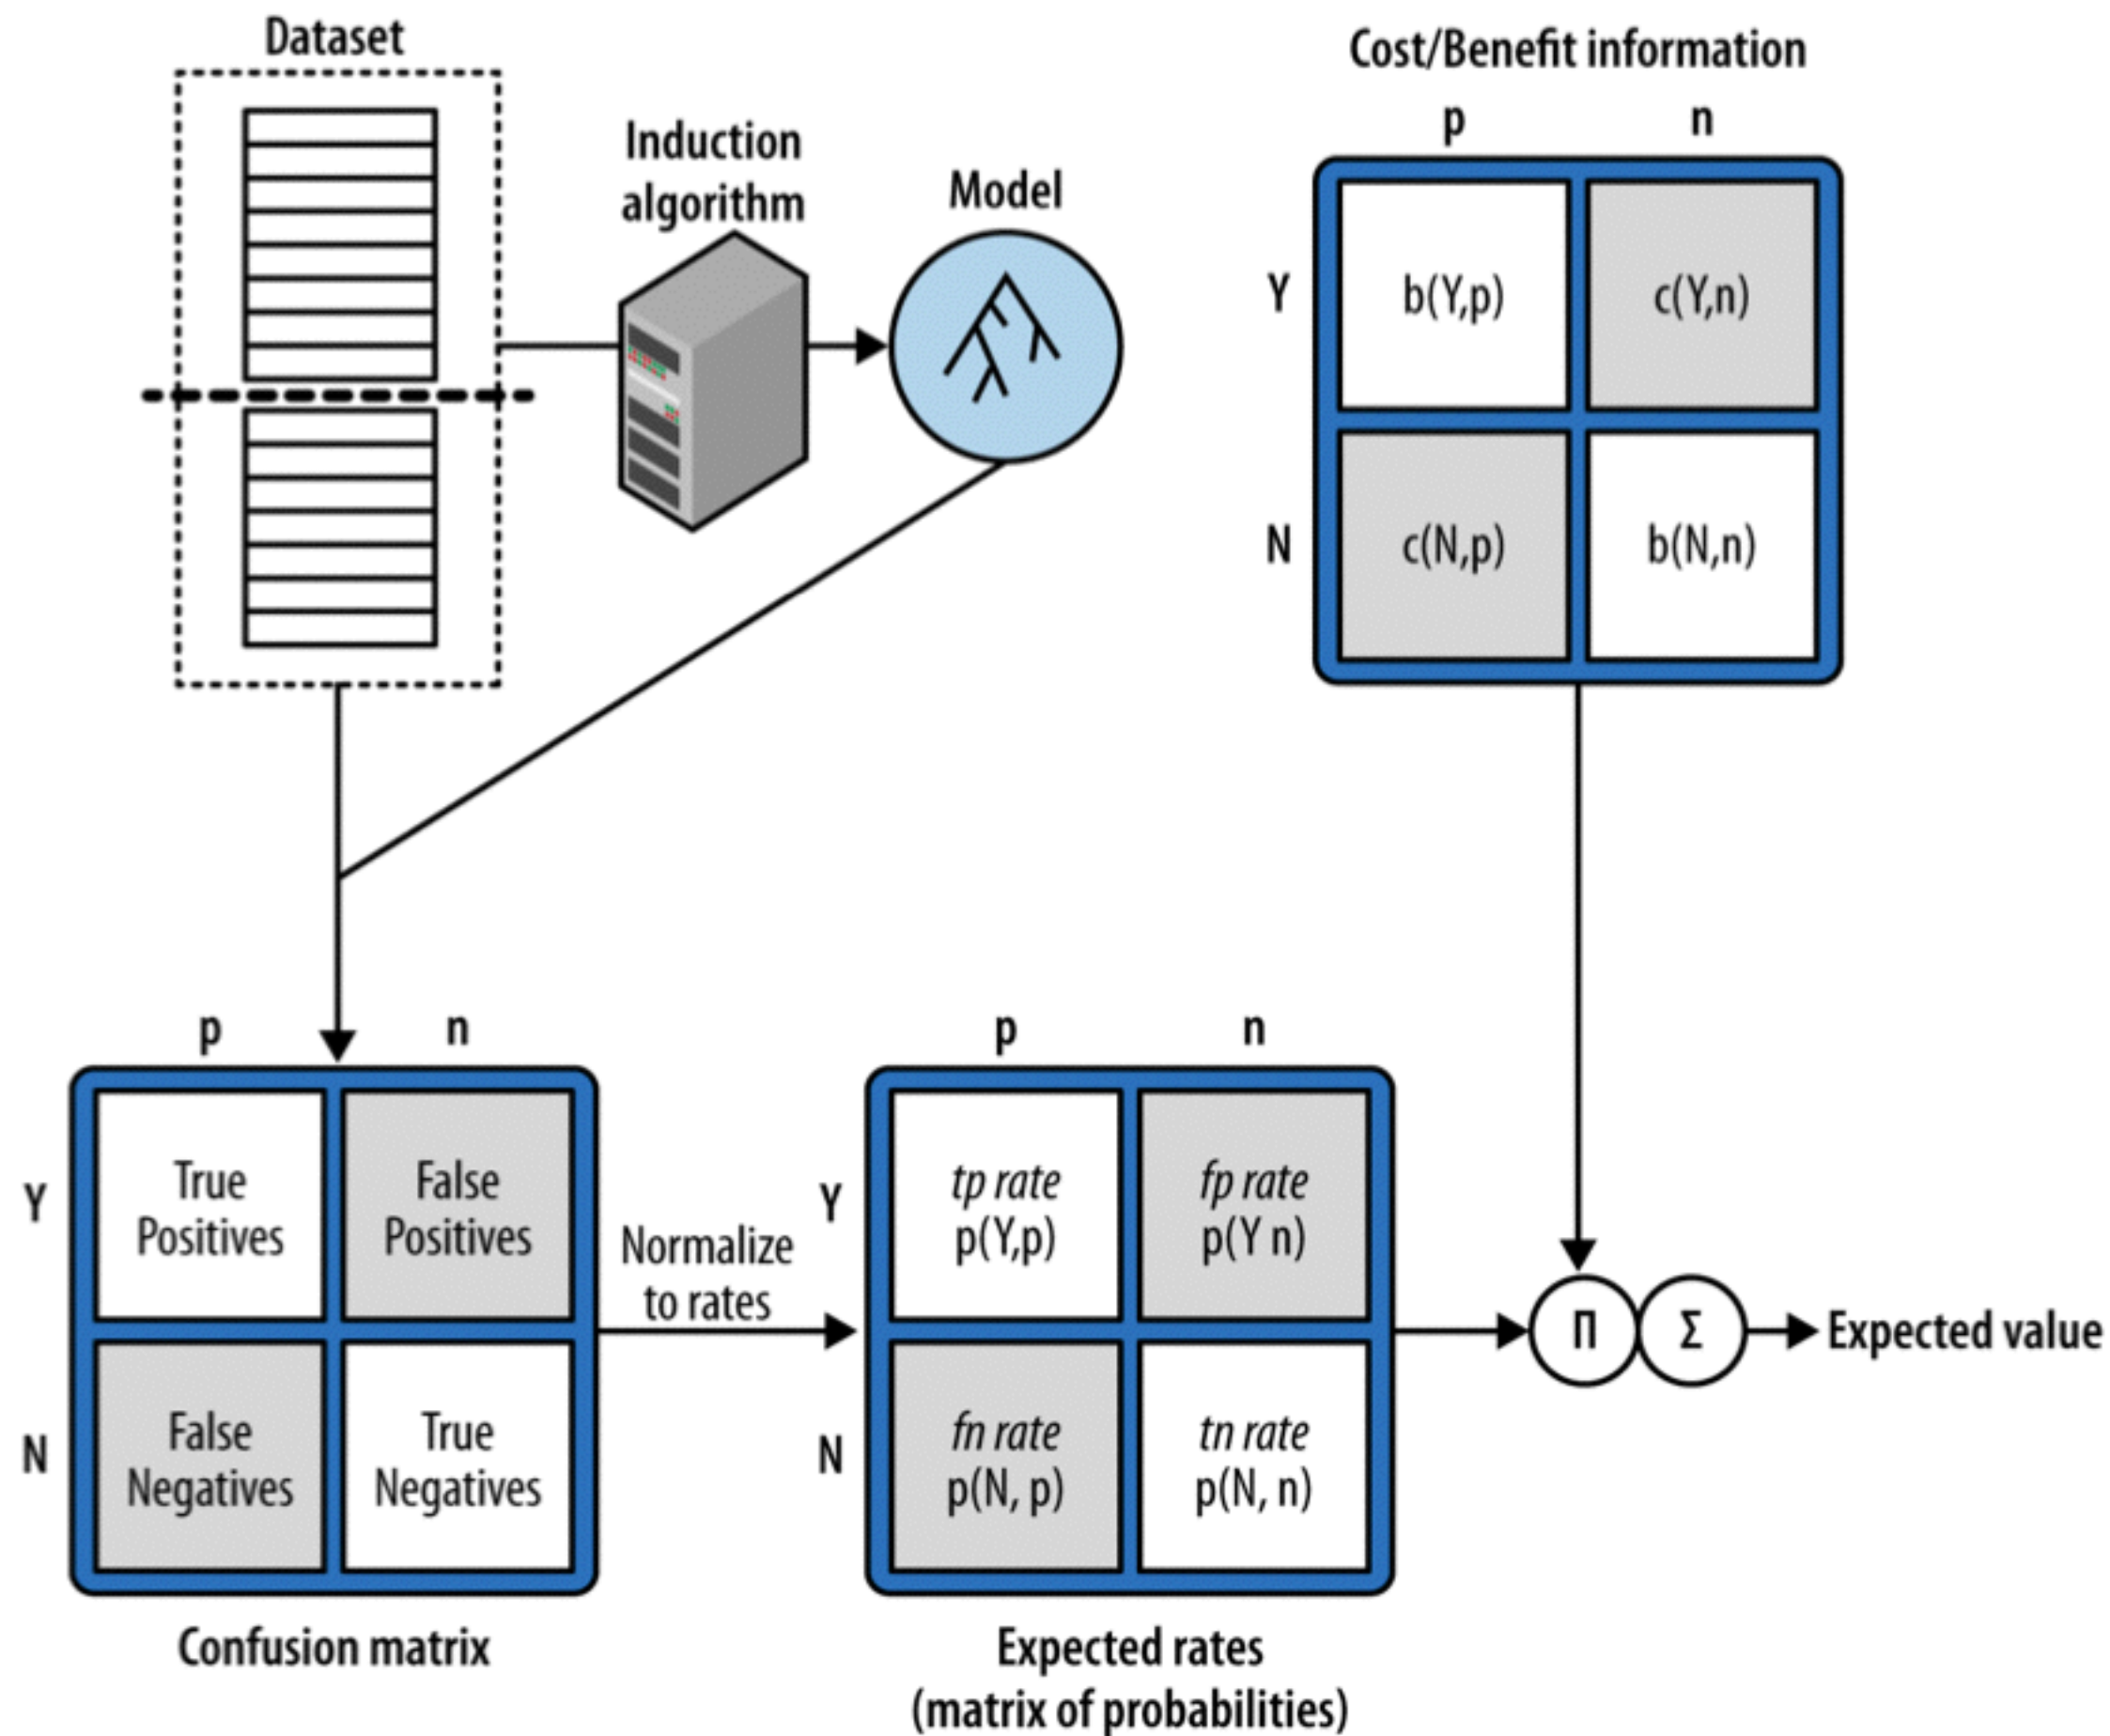 Dataset
Induction
algorithm
Model
Cost/Benefit information
p n
Y b(Y,p) c(Y,n)
N c(N,p) b(N,n)
p n
Y
True
Positives
False
Positives
N
False
Negatives
True
Negatives
Confusion matrix
Normalize
to rates
p n
Y
tp rate
p(Y,p)
fp rate
p(Y n)
N
fn rate
p(N, p)
tn rate
p(N, n)
Expected rates
(matrix of probabilities)
Π Σ Expected value